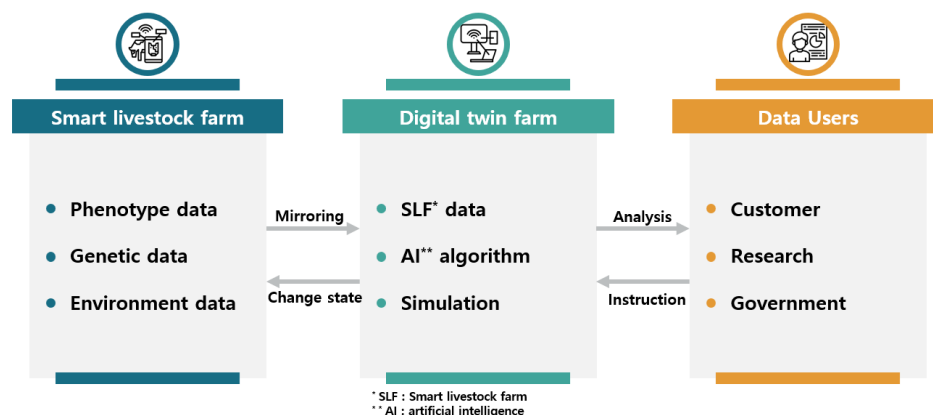 Smart livestock farm
Digital twin farm
Data Users
Phenotype data
Genetic data
Environment data
Mirroring
Change state
SLF* data
AI** algorithm
Simulation
Analysis
Instruction
Customer
Research
Government
* SLF : Smart livestock farm
** AI : artificial intelligence